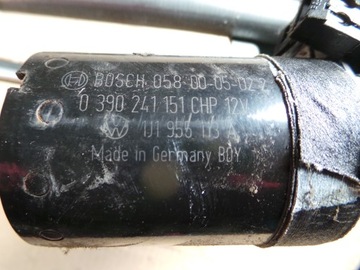 BOSCH 058 00-05-02 2
0 390 241 151 CHP 12V
1J1 955 113
Made in Germany BOY